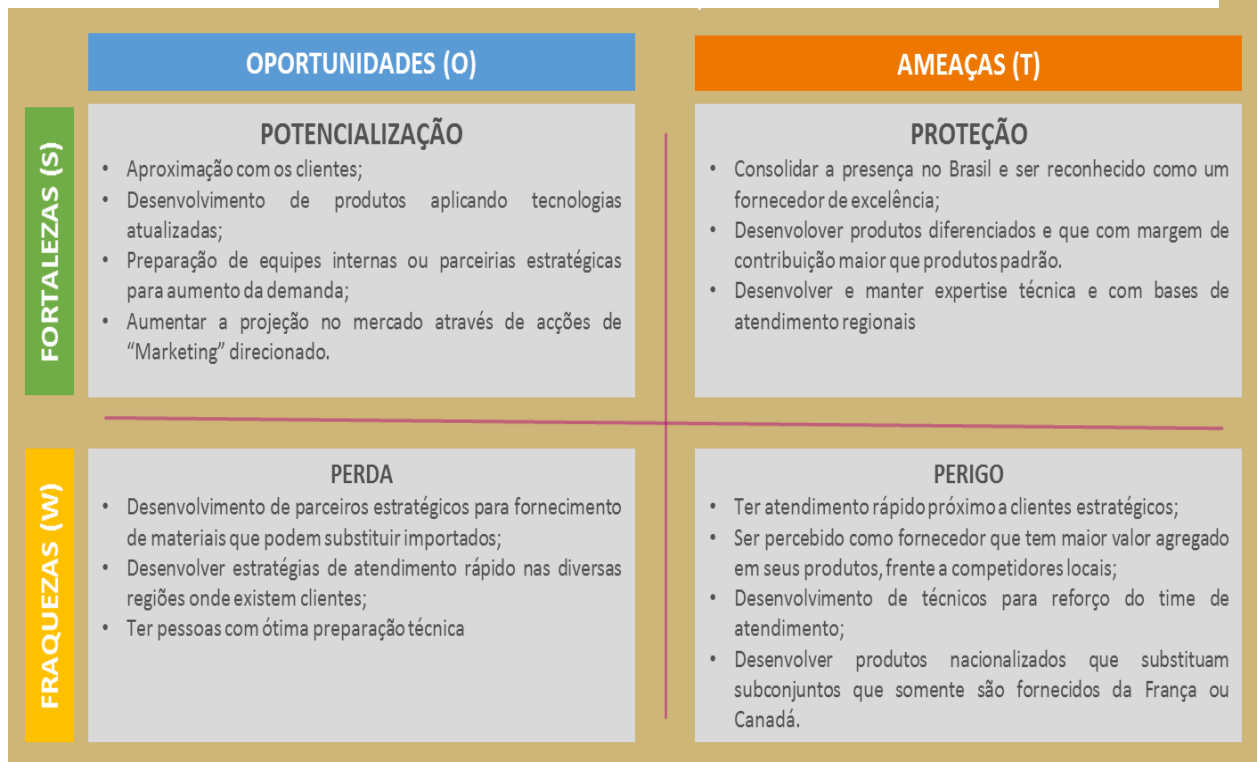 OPORTUNIDADES (O)
AMEAÇAS (T)
FORTALEZAS (S)
POTENCIALIZAÇÃO
• Aproximação com os clientes;
• Desenvolvimento de produtos aplicando tecnologias
atualizadas;
• Preparação de equipes internas ou parceirias estratégicas
para aumento da demanda;
• Aumentar a projeção no mercado através de acções de
“Marketing” direcionado.
PROTEÇÃO
• Consolidar a presença no Brasil e ser reconhecido como um
fornecedor de excelência;
• Desenvolover produtos diferenciados e que com margem de
contribuição maior que produtos padrão.
• Desenvolver e manter expertise técnica e com bases de
atendimento regionais
FRAQUEZAS (W)
PERDA
• Desenvolvimento de parceiros estratégicos para fornecimento
de materiais que podem substituir importados;
• Desenvolver estratégias de atendimento rápido nas diversas
regiões onde existem clientes;
• Ter pessoas com ótima preparação técnica
PERIGO
• Ter atendimento rápido próximo a clientes estratégicos;
• Ser percebido como fornecedor que tem maior valor agregado
em seus produtos, frente a competidores locais;
• Desenvolvimento de técnicos para reforço do time de
atendimento;
• Desenvolver produtos nacionalizados que substituam
subconjuntos que somente são fornecidos da França ou
Canadá.